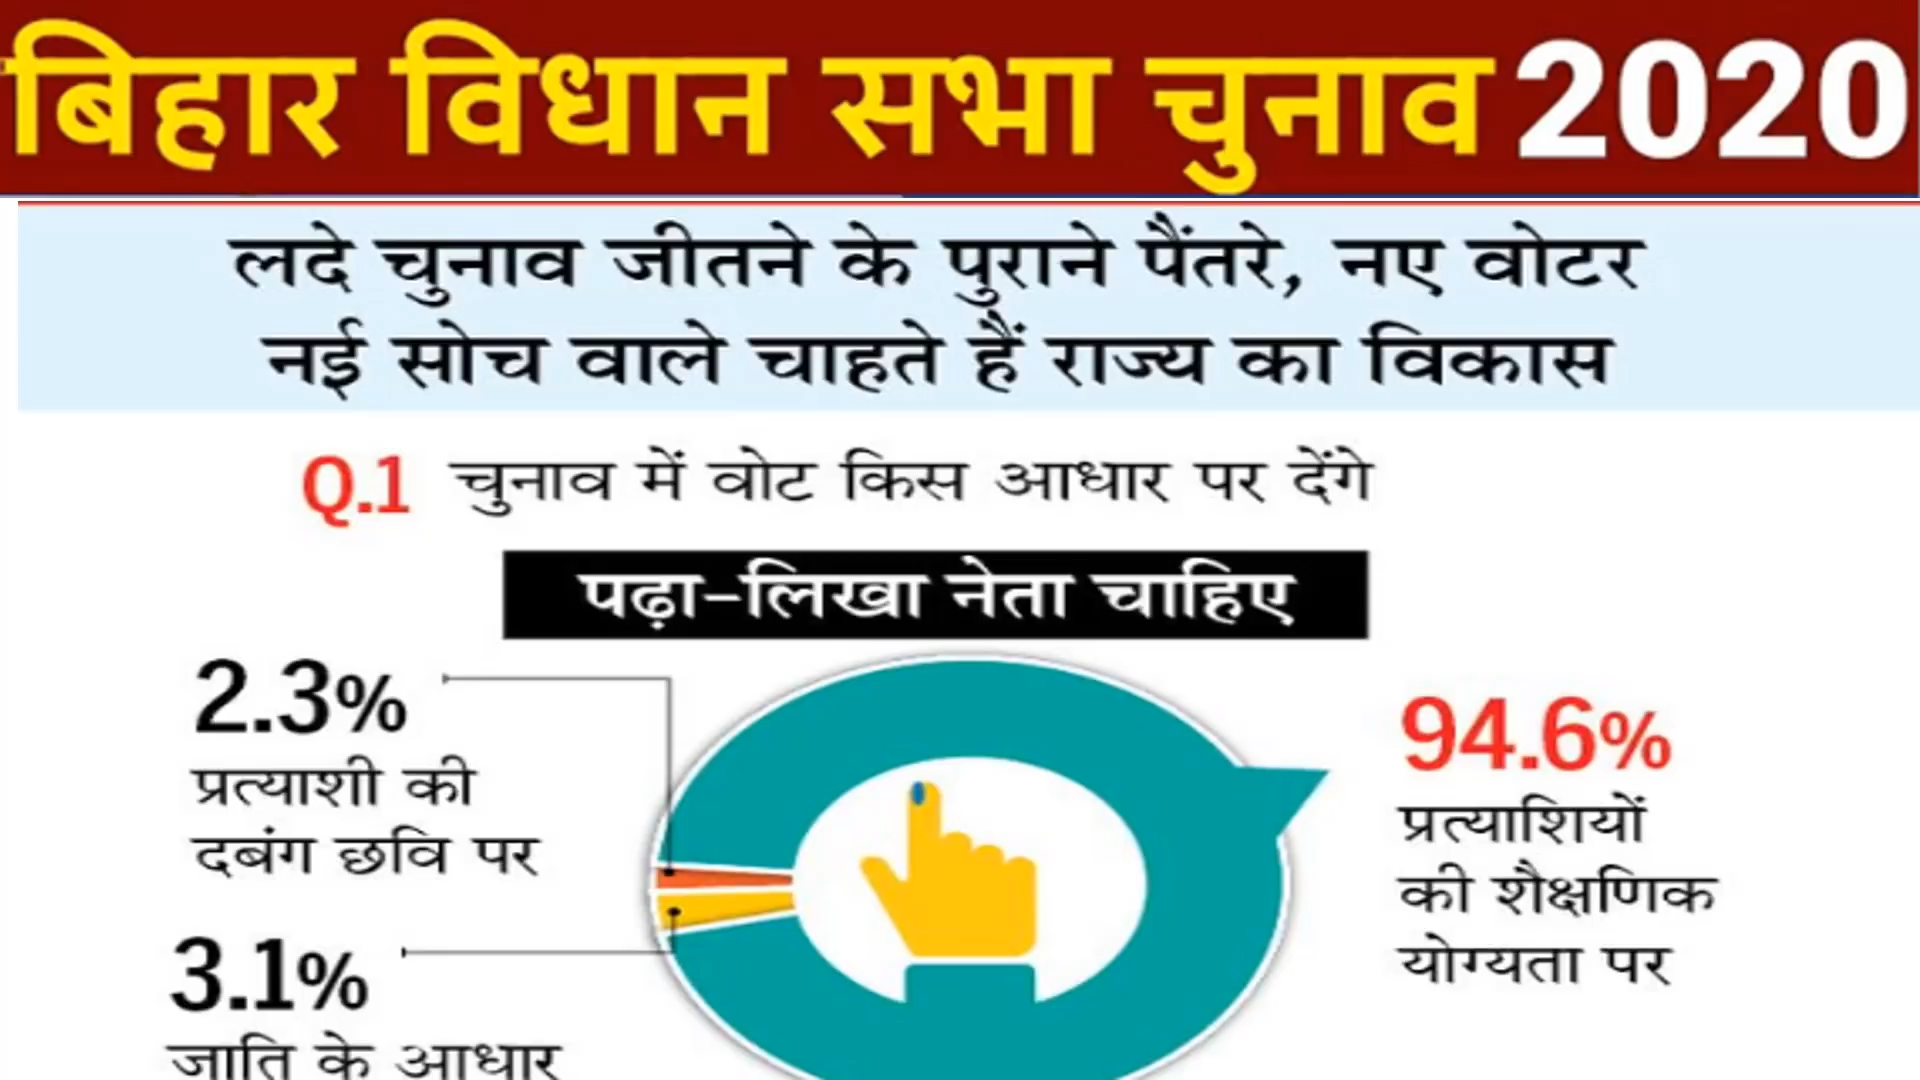 बिहार विधान सभा चुनाव 2020
लदे चुनाव जीतने के पुराने पैंतरे, नए वोटर
नई सोच वाले चाहते हैं राज्य का विकास
Q.1 चुनाव में वोट किस आधार पर देंगे
पढ़ा-लिखा नेता चाहिए
2.3%
प्रत्याशी की
दबंग छवि पर
94.6%
प्रत्याशियों
की शैक्षणिक
योग्यता पर
3.1%
जाति के आधार